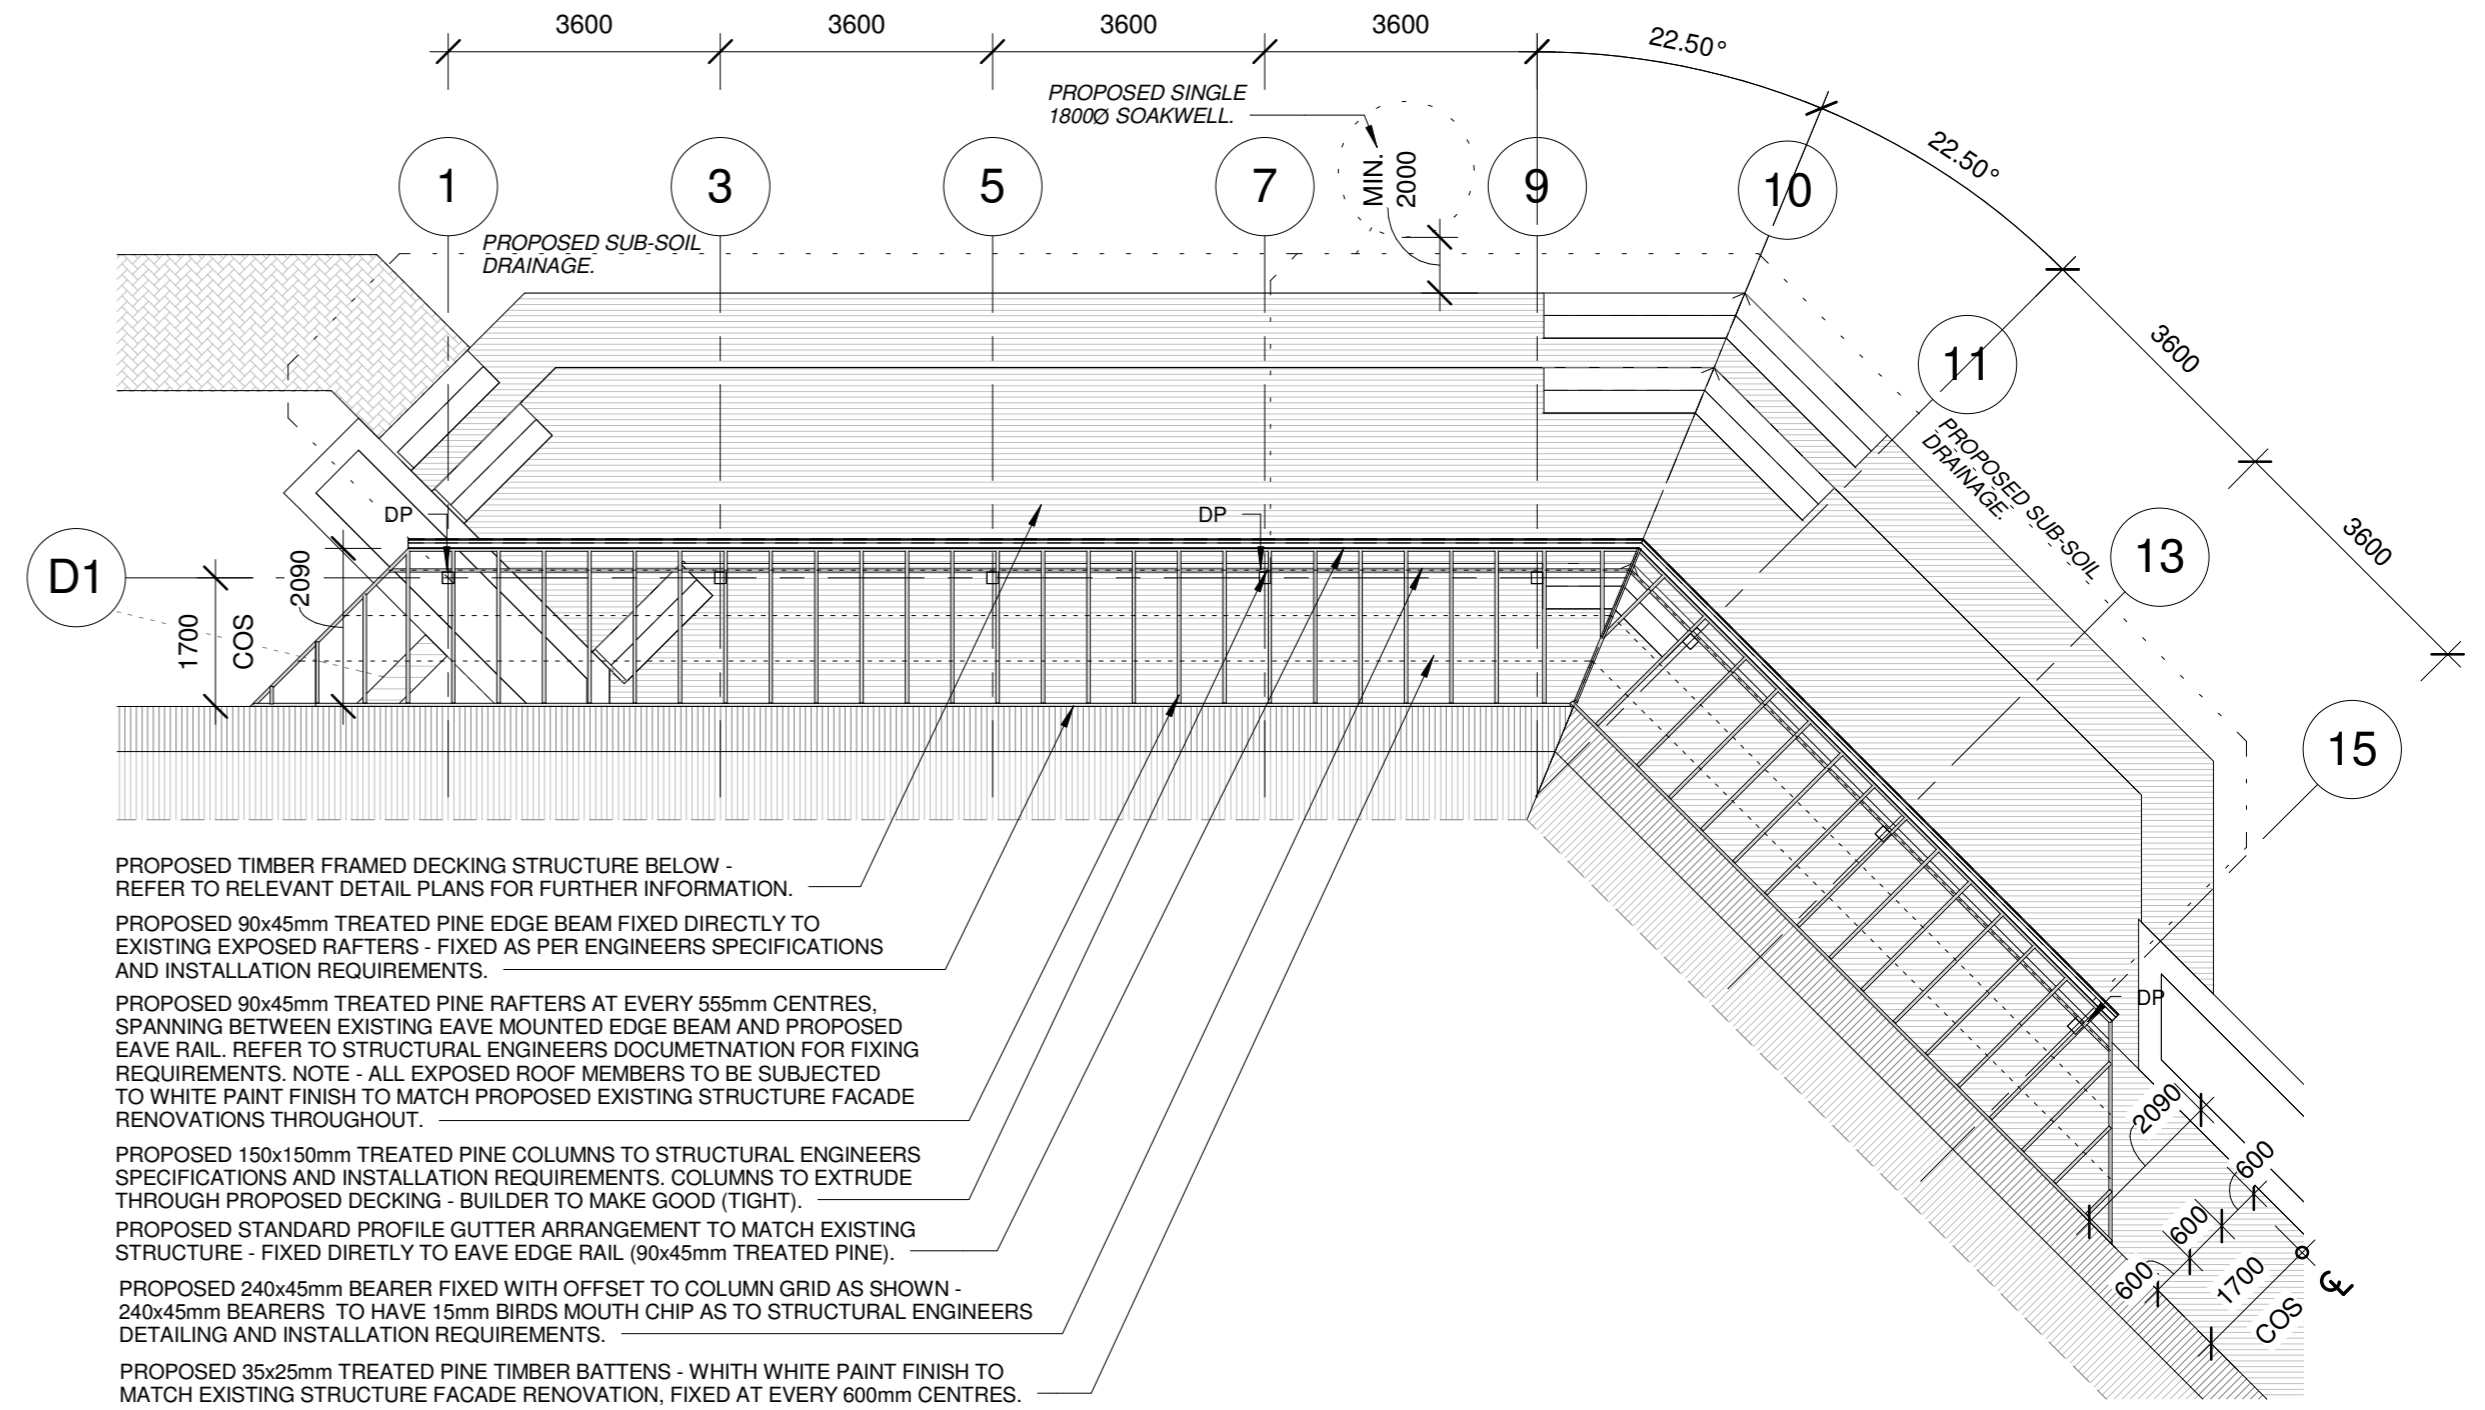 3600
3600
3600
3600
22.50°
22.50°
PROPOSED SINGLE
1800Ø SOAKWELL.
MIN.
2000
1
3
5
7
9
10
11
13
15
3600
3600
PROPOSED SUB-SOIL
DRAINAGE.
PROPOSED SUB-SOIL
DRAINAGE.
DP
DP
D1
2090
1700
COS
DP
PROPOSED TIMBER FRAMED DECKING STRUCTURE BELOW -
REFER TO RELEVANT DETAIL PLANS FOR FURTHER INFORMATION.
PROPOSED 90x45mm TREATED PINE EDGE BEAM FIXED DIRECTLY TO
EXISTING EXPOSED RAFTERS - FIXED AS PER ENGINEERS SPECIFICATIONS
AND INSTALLATION REQUIREMENTS.
PROPOSED 90x45mm TREATED PINE RAFTERS AT EVERY 555mm CENTRES,
SPANNING BETWEEN EXISTING EAVE MOUNTED EDGE BEAM AND PROPOSED
EAVE RAIL. REFER TO STRUCTURAL ENGINEERS DOCUMETNATION FOR FIXING
REQUIREMENTS. NOTE - ALL EXPOSED ROOF MEMBERS TO BE SUBJECTED
TO WHITE PAINT FINISH TO MATCH PROPOSED EXISTING STRUCTURE FACADE
RENOVATIONS THROUGHOUT.
PROPOSED 150x150mm TREATED PINE COLUMNS TO STRUCTURAL ENGINEERS
SPECIFICATIONS AND INSTALLATION REQUIREMENTS. COLUMNS TO EXTRUDE
THROUGH PROPOSED DECKING - BUILDER TO MAKE GOOD (TIGHT).
PROPOSED STANDARD PROFILE GUTTER ARRANGEMENT TO MATCH EXISTING
STRUCTURE - FIXED DIRETLY TO EAVE EDGE RAIL (90x45mm TREATED PINE).
PROPOSED 240x45mm BEARER FIXED WITH OFFSET TO COLUMN GRID AS SHOWN -
240x45mm BEARERS TO HAVE 15mm BIRDS MOUTH CHIP AS TO STRUCTURAL ENGINEERS
DETAILING AND INSTALLATION REQUIREMENTS.
PROPOSED 35x25mm TREATED PINE TIMBER BATTENS - WHITH WHITE PAINT FINISH TO
MATCH EXISTING STRUCTURE FACADE RENOVATION, FIXED AT EVERY 600mm CENTRES.
2090
600
600
600
1700
COS
℄